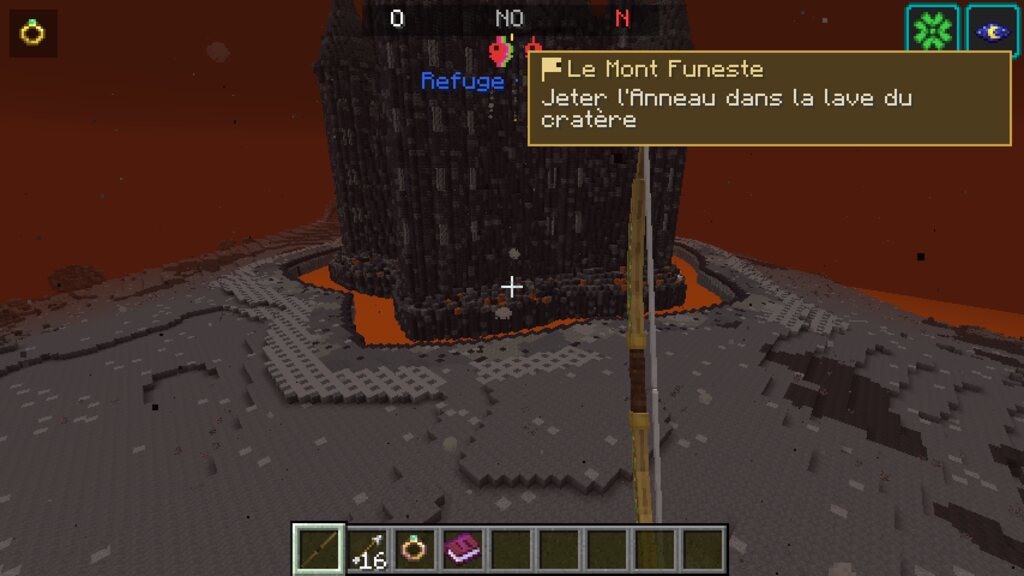 O NO N
Refuge
Le Mont Funeste
Jeter l'Anneau dans la lave du
cratère
16